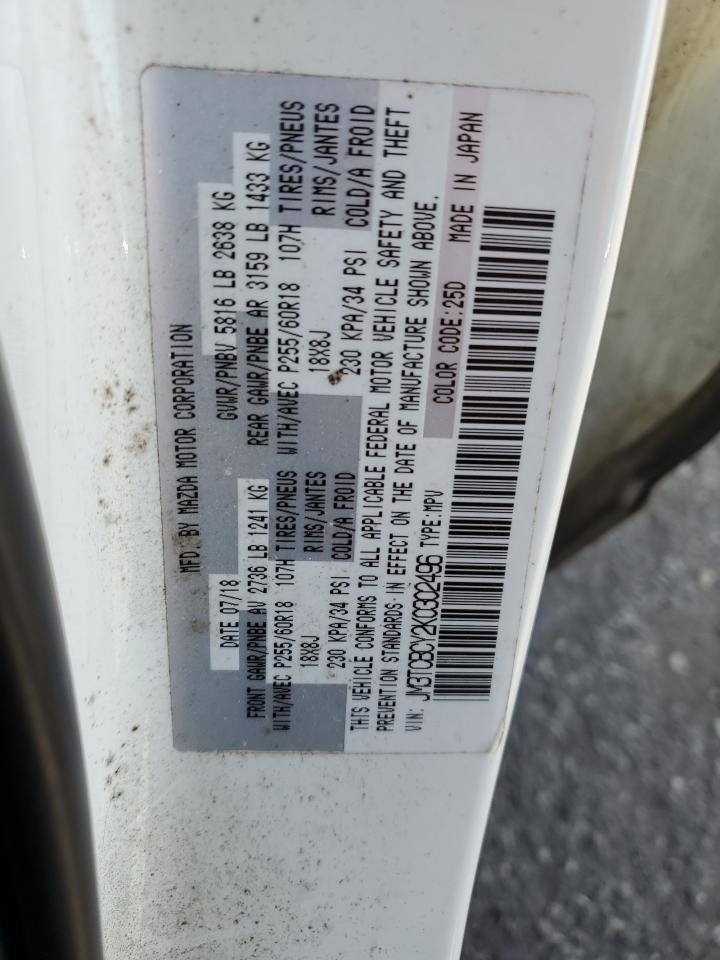 MFD. BY MAZDA MOTOR CORPORATION
DATE 07/18 GVWR/PNBV 5816 LB 2638 KG
FRONT GAWR/PNBE AV 2736 LB 1241 KG REAR GAWR/PNBE AR 3159 LB 1433 KG
WITH/AVEC P255/60R18 107H TIRES/PNEUS WITH/AVEC P255/60R18 107H TIRES/PNEUS
18X8J RIMS/JANTES 18X8J RIMS/JANTES
230 KPA/34 PSI COLD/A FROID 230 KPA/34 PSI COLD/A FROID
THIS VEHICLE CONFORMS TO ALL APPLICABLE FEDERAL MOTOR VEHICLE SAFETY AND THEFT
PREVENTION STANDARDS IN EFFECT ON THE DATE OF MANUFACTURE SHOWN ABOVE.
VIN: JM3TCBCY2K0302496 TYPE:MPV COLOR CODE:25D MADE IN JAPAN